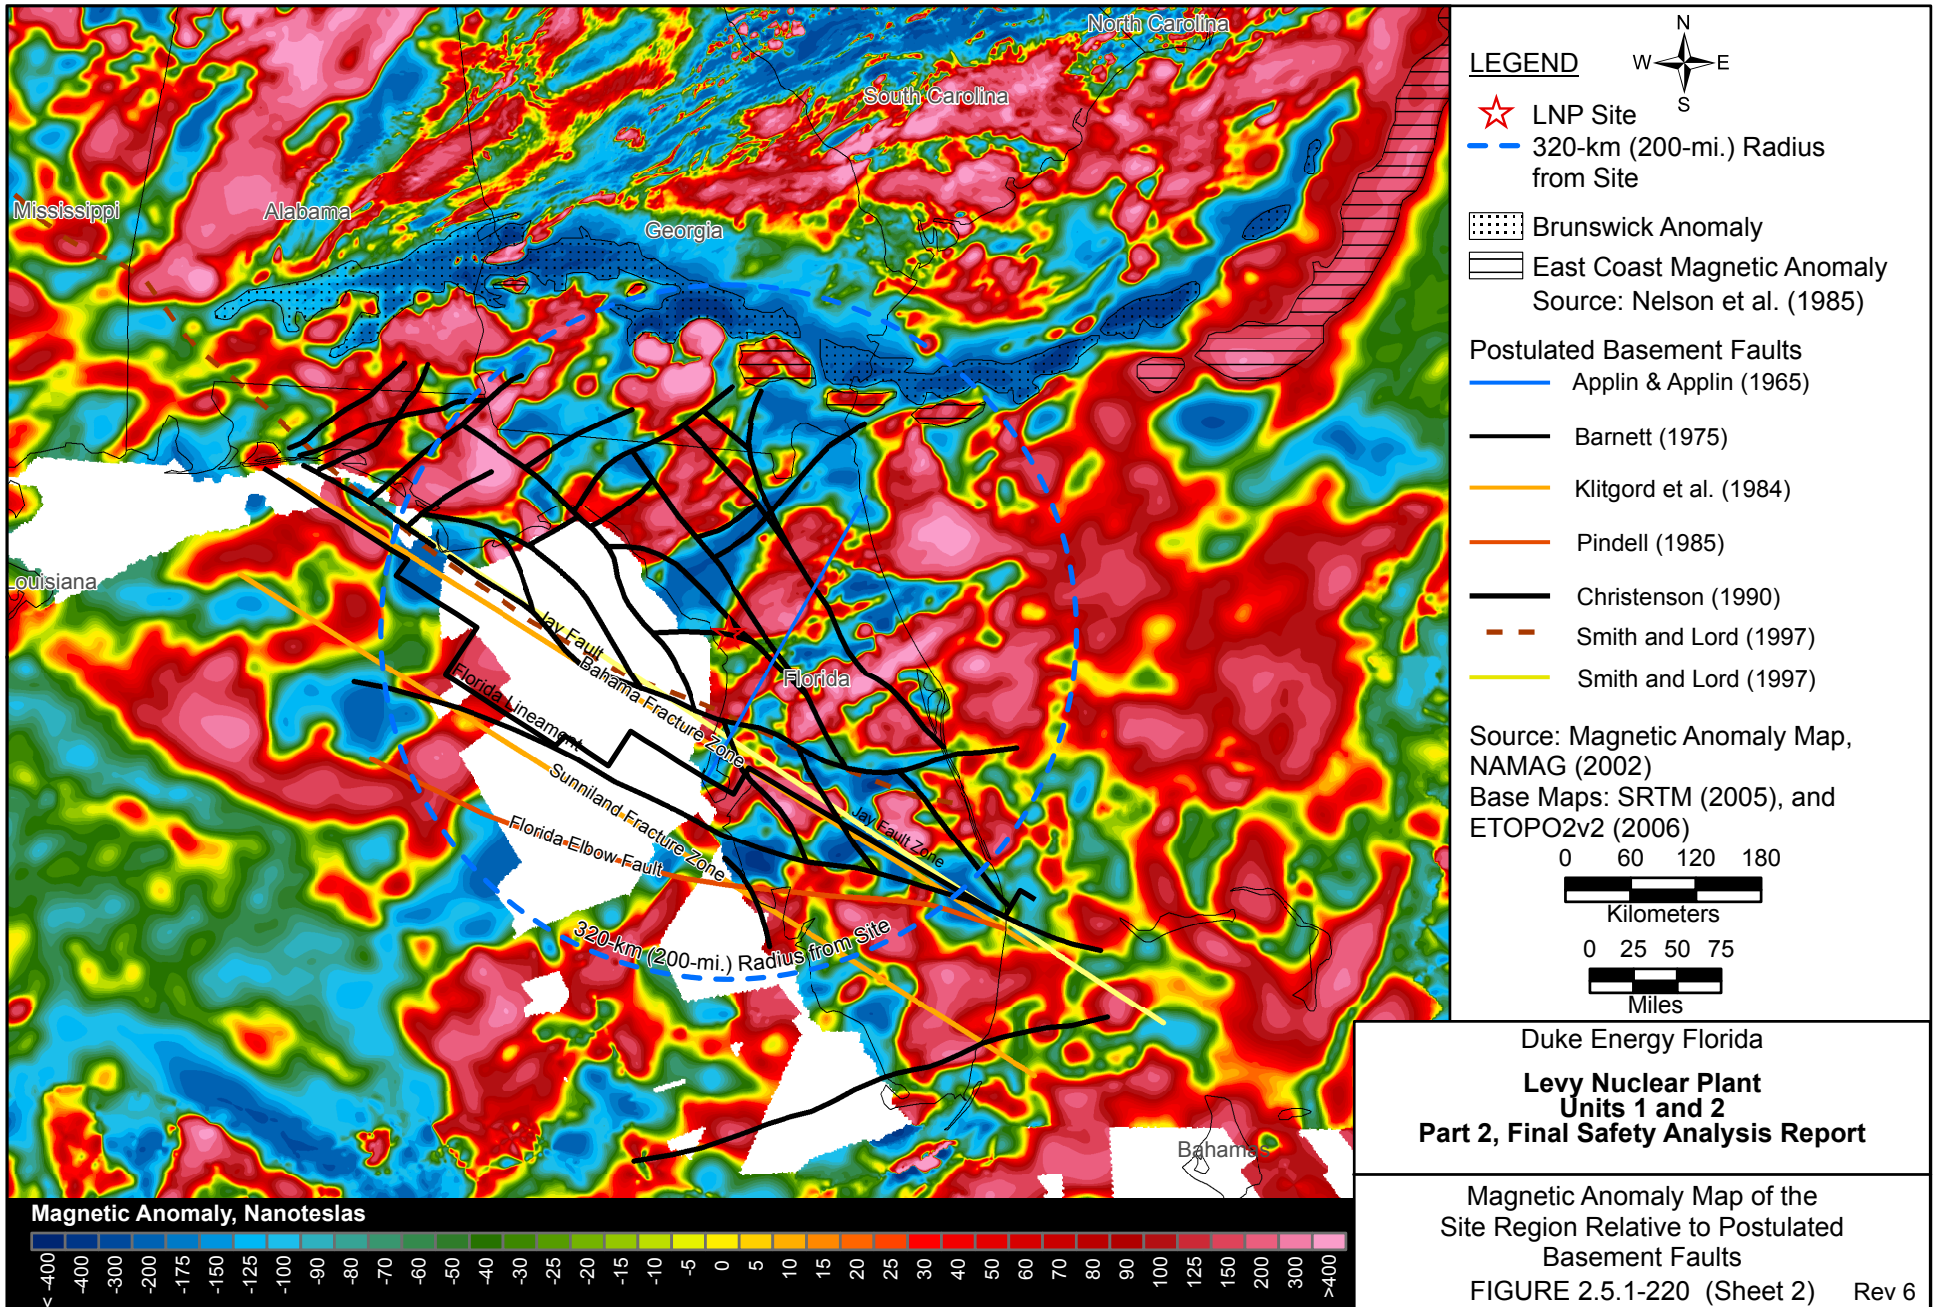 North Carolina
South Carolina
Mississippi
Alabama
Georgia
ouisiana
Jay Fault
Bahama Fracture Zone
Florida
Florida Lineament
Sunniland Fracture Zone
Florida Elbow Fault
Jay Fault Zone
320-km (200-mi.) Radius from Site
Bahamas
LEGEND
N
W E
S
LNP Site
320-km (200-mi.) Radius
from Site
Brunswick Anomaly
East Coast Magnetic Anomaly
Source: Nelson et al. (1985)
Postulated Basement Faults
Applin & Applin (1965)
Barnett (1975)
Klitgord et al. (1984)
Pindell (1985)
Christenson (1990)
Smith and Lord (1997)
Smith and Lord (1997)
Source: Magnetic Anomaly Map,
NAMAG (2002)
Base Maps: SRTM (2005), and
ETOPO2v2 (2006)
0 60 120 180
Kilometers
0 25 50 75
Miles
Duke Energy Florida
Levy Nuclear Plant
Units 1 and 2
Part 2, Final Safety Analysis Report
Magnetic Anomaly Map of the
Site Region Relative to Postulated
Basement Faults
FIGURE 2.5.1-220 (Sheet 2) Rev 6
Magnetic Anomaly, Nanoteslas
< -400 -400 -300 -200 -175 -150 -125 -100 -90 -80 -70 -60 -50 -40 -30 -25 -20 -15 -10 -5 0 5 10 15 20 25 30 40 50 60 70 80 90 100 125 150 200 300 >400